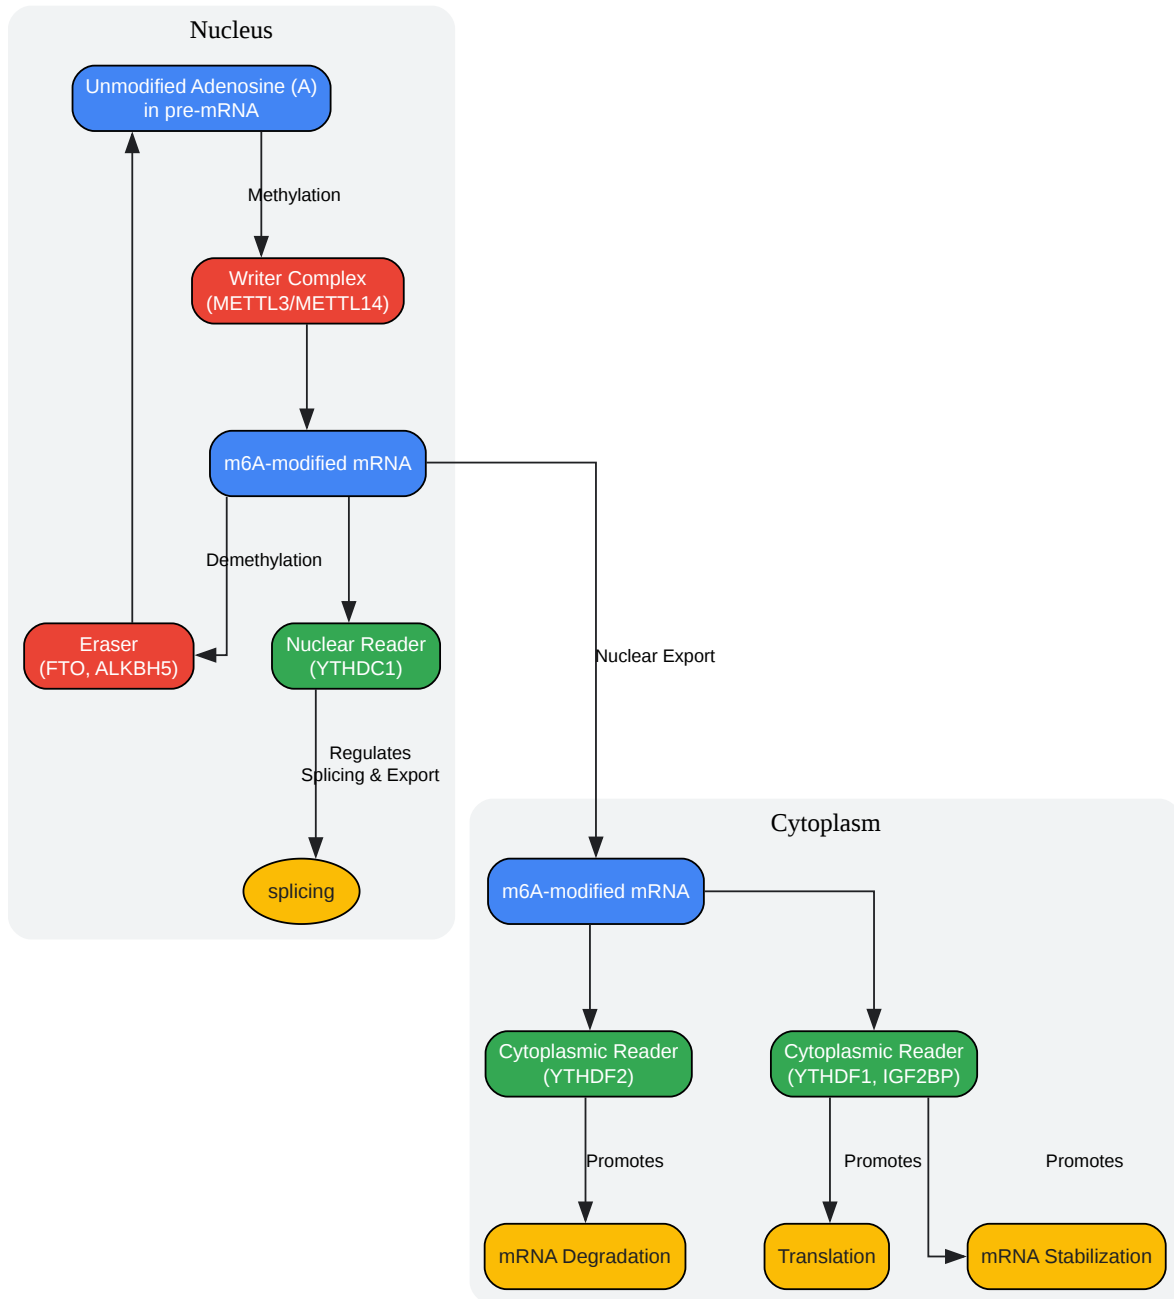 Nucleus
Unmodified Adenosine (A)
in pre-mRNA
Methylation
Writer Complex
(METTL3/METTL14)
m6A-modified mRNA
Demethylation
Eraser
(FTO, ALKBH5)
Nuclear Reader
(YTHDC1)
Nuclear Export
Regulates
Splicing & Export
splicing
Cytoplasm
m6A-modified mRNA
Cytoplasmic Reader
(YTHDF2)
Cytoplasmic Reader
(YTHDF1, IGF2BP)
Promotes
Promotes
Promotes
mRNA Degradation
Translation
mRNA Stabilization